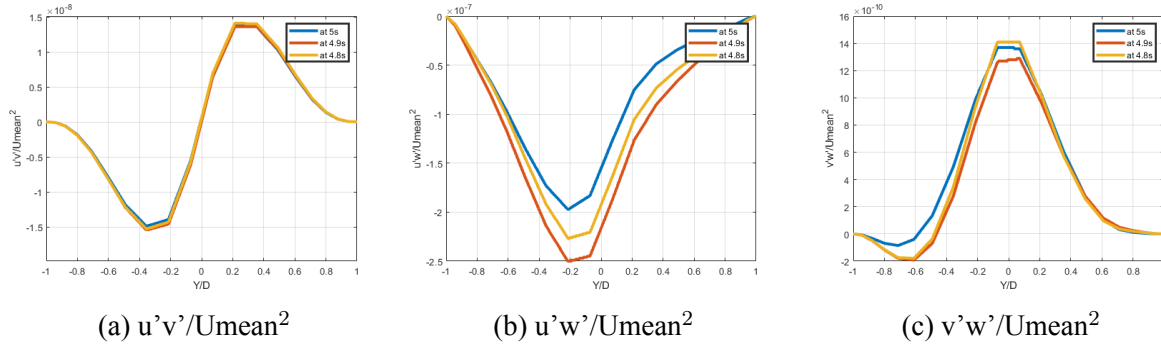 ×10⁻⁸
1.5
1
0.5
0
-0.5
-1
-1.5
-1 -0.8 -0.6 -0.4 -0.2 0 0.2 0.4 0.6 0.8 1
Y/D
u'v'/Umean²
at 5s
at 4.9s
at 4.8s
(a) u’v’/Umean²
×10⁻⁷
0
-0.5
-1
-1.5
-2
-2.5
-1 -0.8 -0.6 -0.4 -0.2 0 0.2 0.4 0.6 0.8 1
Y/D
u'w'/Umean²
at 5s
at 4.9s
at 4.8s
(b) u’w’/Umean²
×10⁻¹⁰
16
14
12
10
8
6
4
2
0
-2
-1 -0.8 -0.6 -0.4 -0.2 0 0.2 0.4 0.6 0.8
Y/D
v'w'/Umean²
at 5s
at 4.9s
at 4.8s
(c) v’w’/Umean²